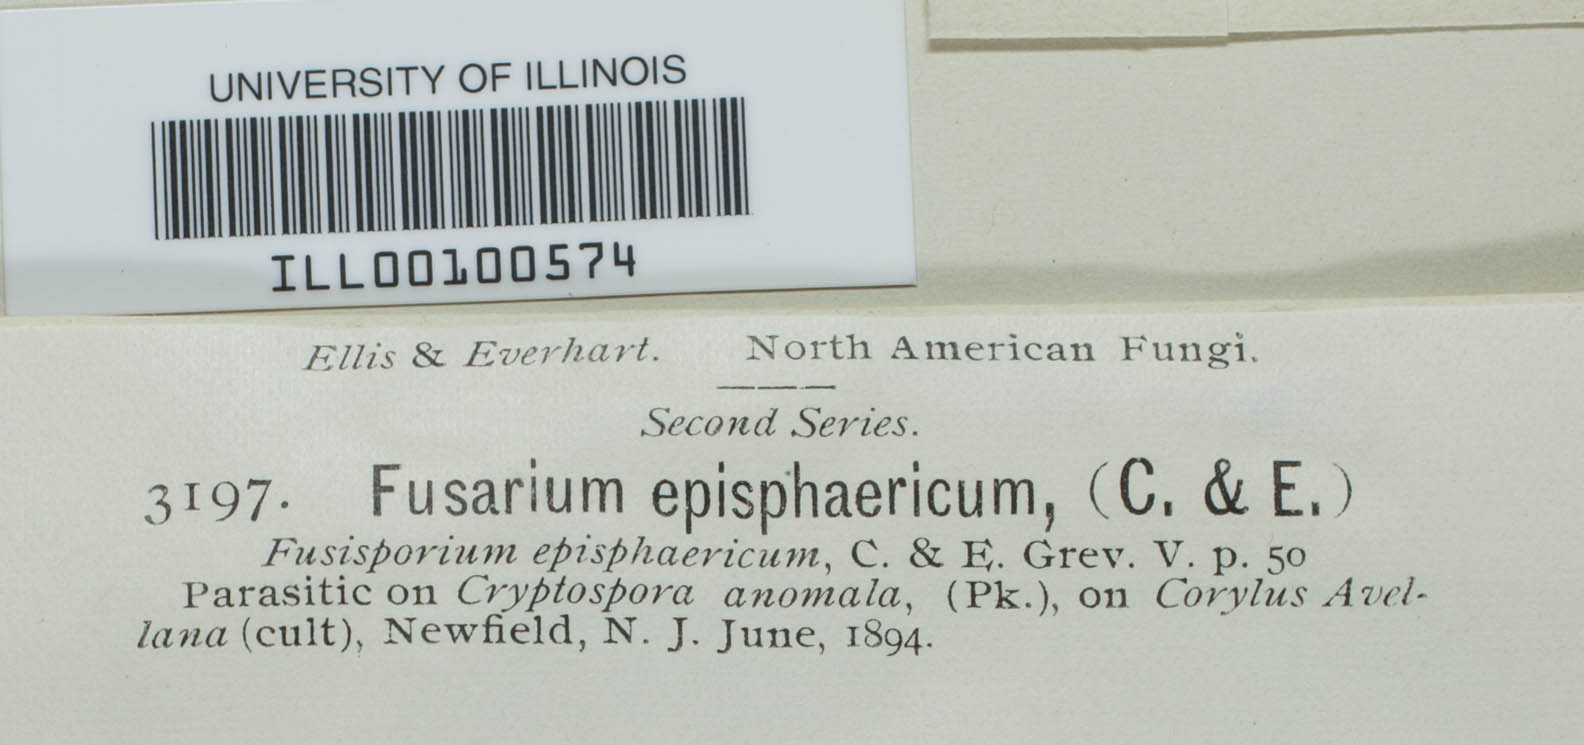 UNIVERSITY OF ILLINOIS
ILL00100574
Ellis & Everhart. North American Fungi.
Second Series.
3197. Fusarium episphaericum, (C. & E.)
Fusisporium episphaericum, C. & E. Grev. V. p. 50
Parasitic on Cryptospora anomala, (Pk.), on Corylus Avel-
lana (cult), Newfield, N. J. June, 1894.